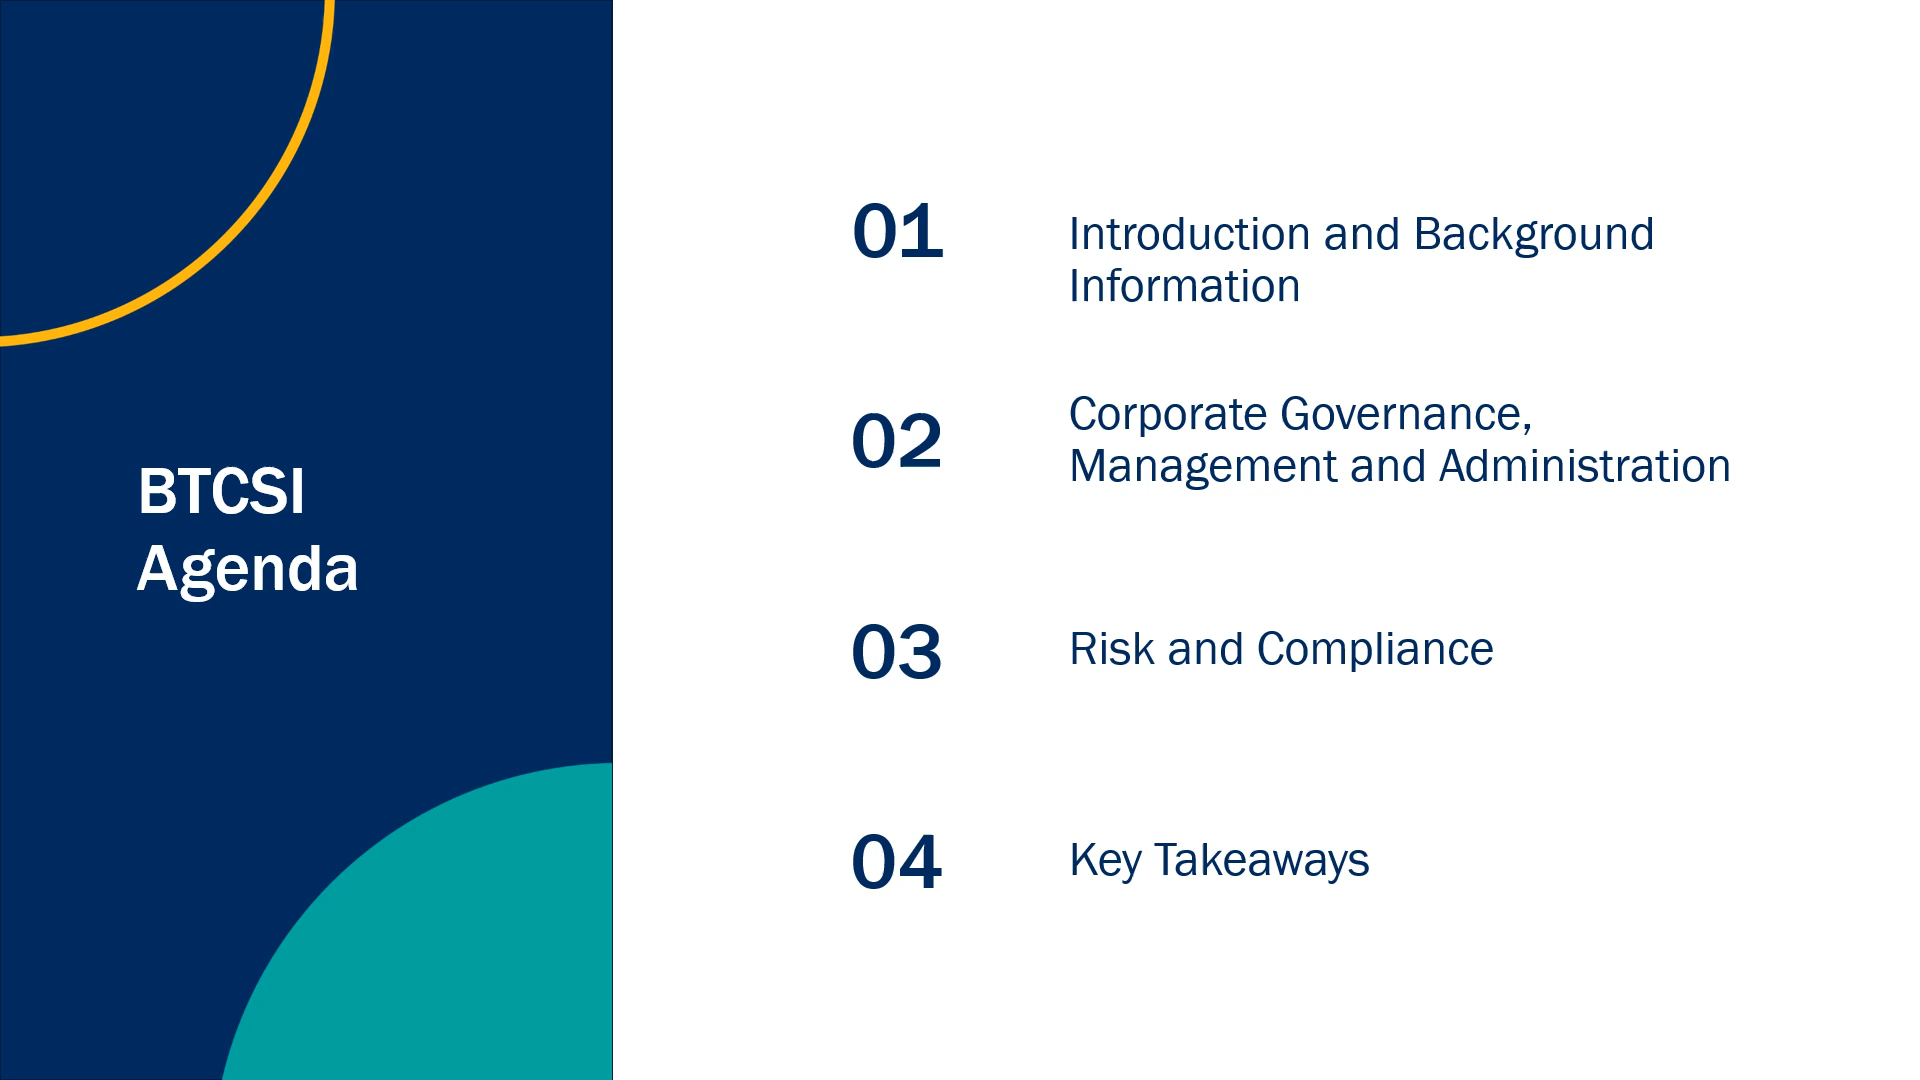 BTCSI
Agenda
01
Introduction and Background
Information
02
Corporate Governance,
Management and Administration
03
Risk and Compliance
04
Key Takeaways